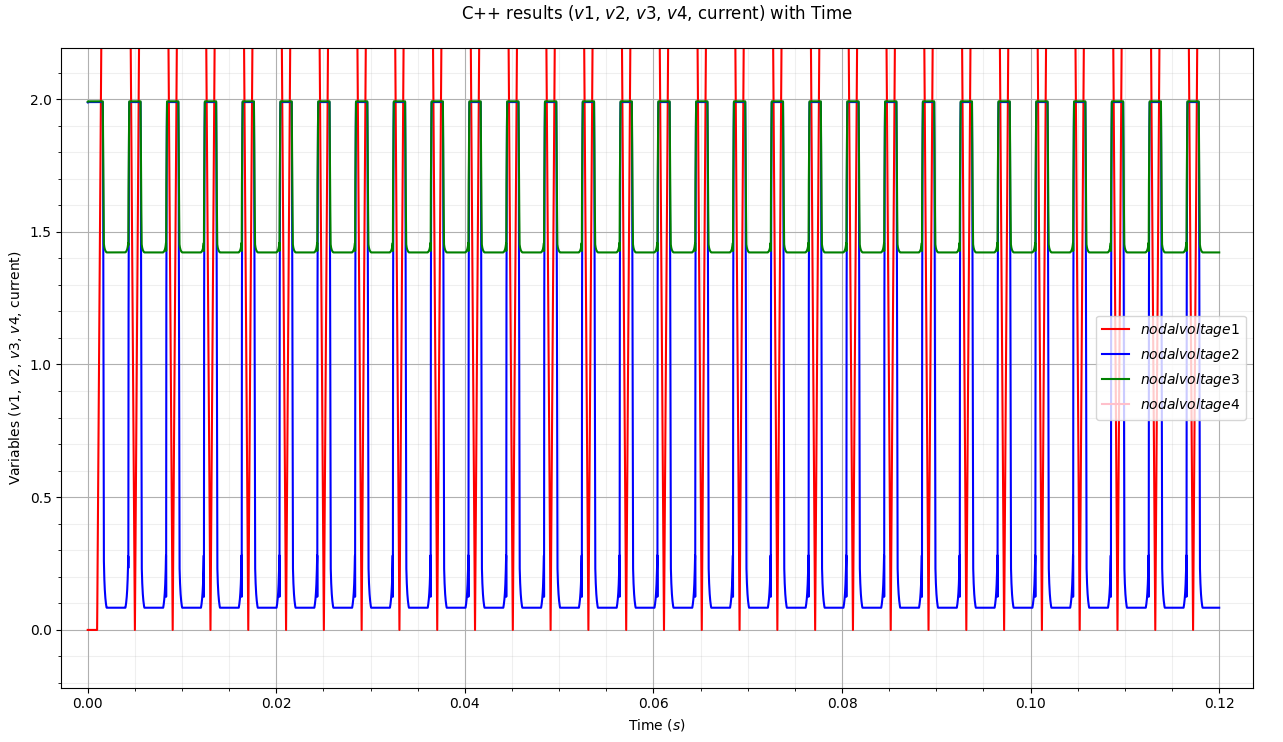 C++ results (v1, v2, v3, v4, current) with Time
Variables (v1, v2, v3, v4, current)
2.0
1.5
1.0
0.5
0.0
nodalvoltage1
nodalvoltage2
nodalvoltage3
nodalvoltage4
0.00 0.02 0.04 0.06 0.08 0.10 0.12
Time (s)